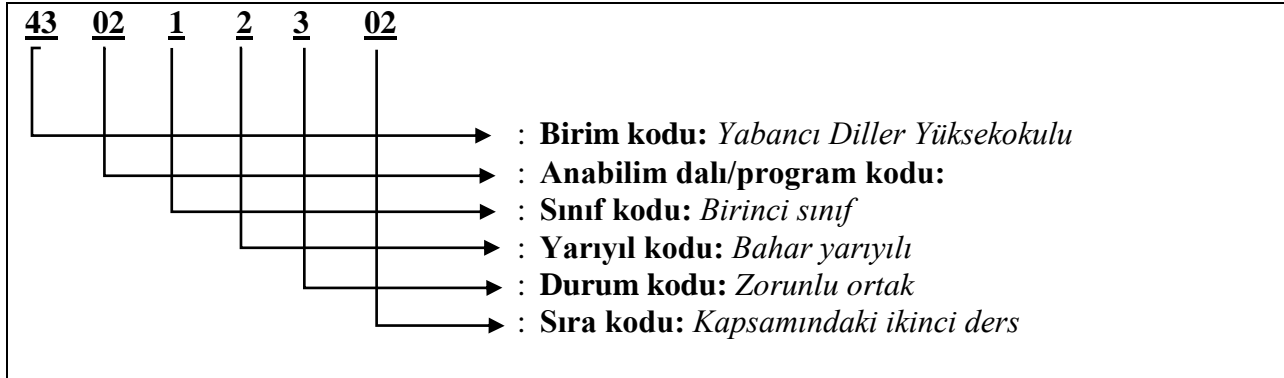 43 02 1 2 3 02
: Birim kodu: Yabancı Diller Yüksekokulu
: Anabilim dalı/program kodu:
: Sınıf kodu: Birinci sınıf
: Yarıyıl kodu: Bahar yarıyılı
: Durum kodu: Zorunlu ortak
: Sıra kodu: Kapsamındaki ikinci ders